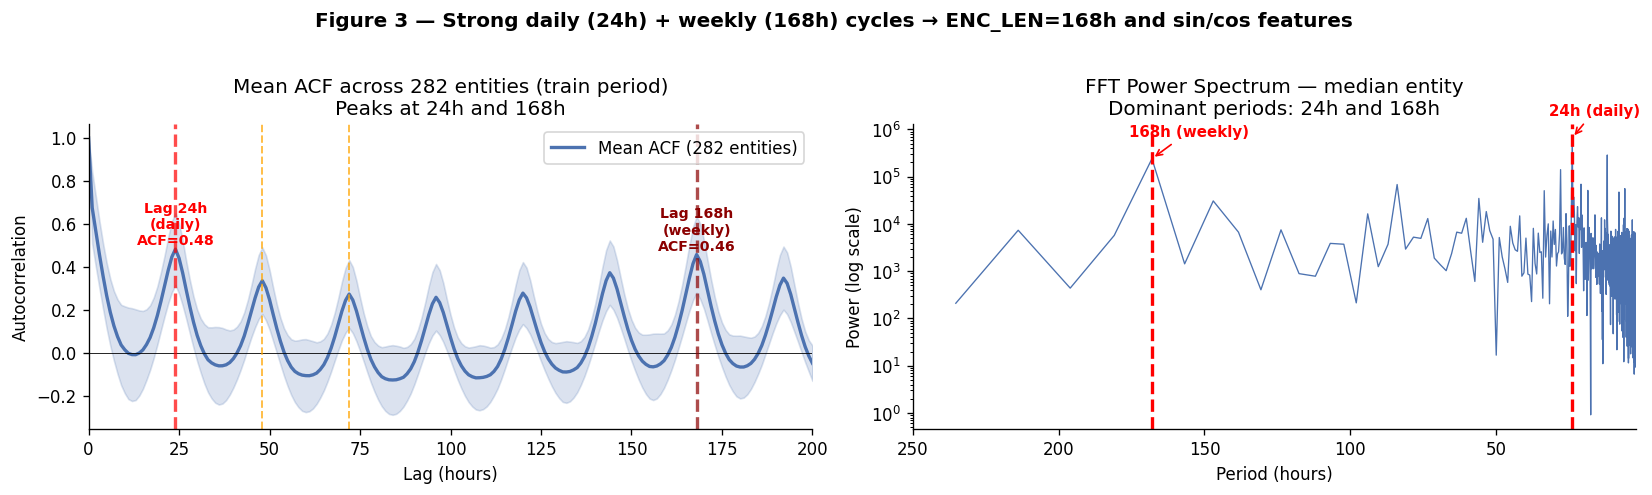 Figure 3 — Strong daily (24h) + weekly (168h) cycles → ENC_LEN=168h and sin/cos features
Mean ACF across 282 entities (train period)
Peaks at 24h and 168h
Mean ACF (282 entities)
Lag 24h
(daily)
ACF=0.48
Lag 168h
(weekly)
ACF=0.46
Autocorrelation
1.0
0.8
0.6
0.4
0.2
0.0
−0.2
0 25 50 75 100 125 150 175 200
Lag (hours)
FFT Power Spectrum — median entity
Dominant periods: 24h and 168h
168h (weekly)
24h (daily)
Power (log scale)
10⁶
10⁵
10⁴
10³
10²
10¹
10⁰
250 200 150 100 50
Period (hours)